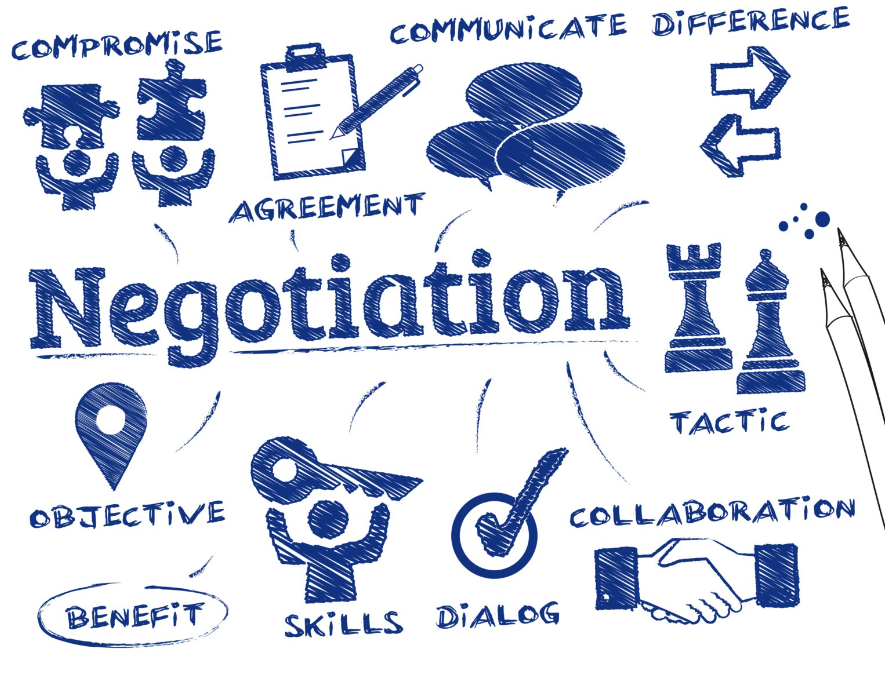 COMPROMiSE
COMMUNiCATE
DiFFERENCE
AGREEMENT
Negotiation
TACTiC
OBJECTiVE
COLLABORATiON
BENEFiT
SKiLLS
DiALOG